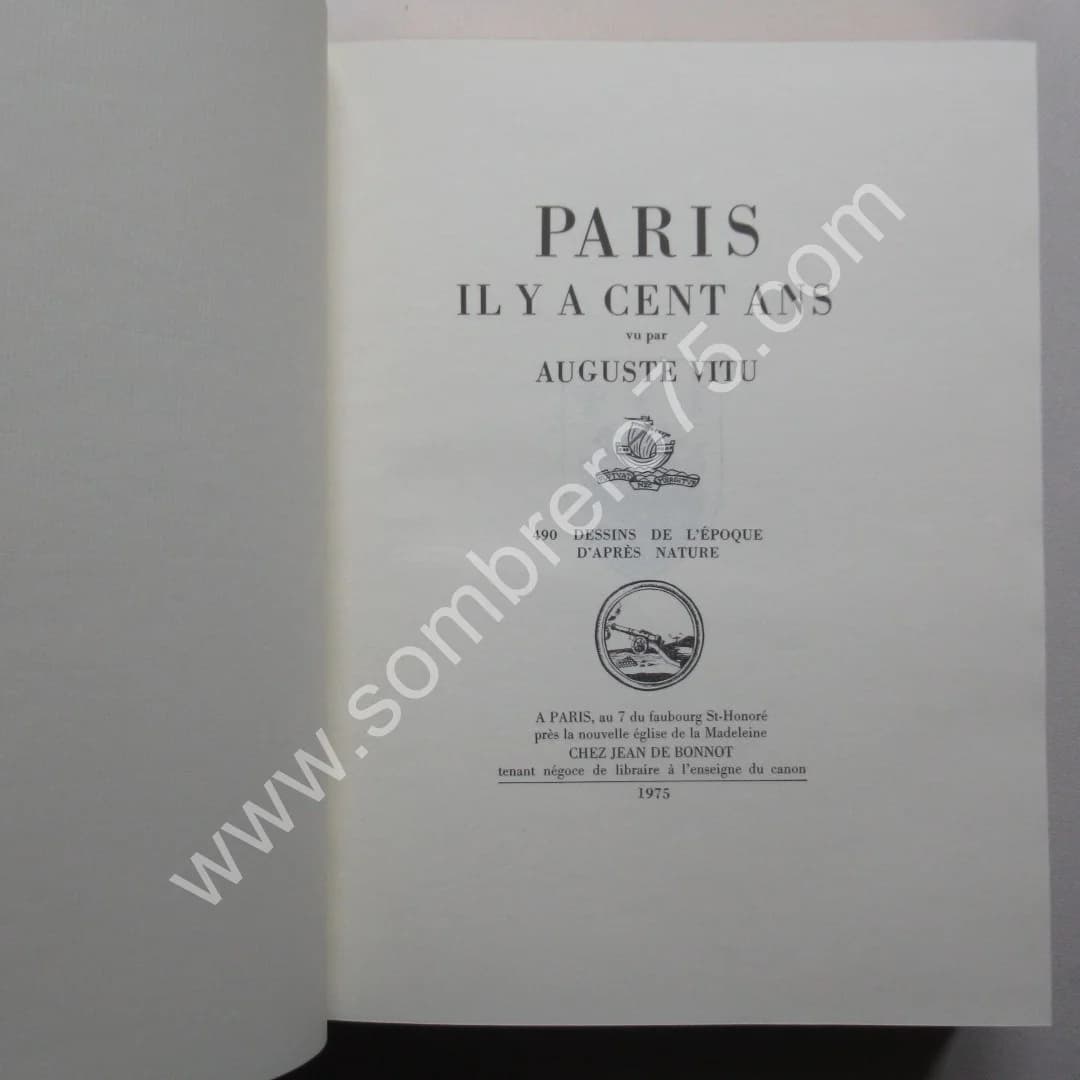 PARIS
IL Y A CENT ANS
vu par
AUGUSTE VITU
NEC
490 DESSINS DE L'ÉPOQUE
D'APRÈS NATURE
A PARIS, au 7 du faubourg St-Honoré
près la nouvelle église de la Madeleine
CHEZ JEAN DE BONNOT
tenant négoce de libraire à l'enseigne du canon
1975
www.sombrero75.com